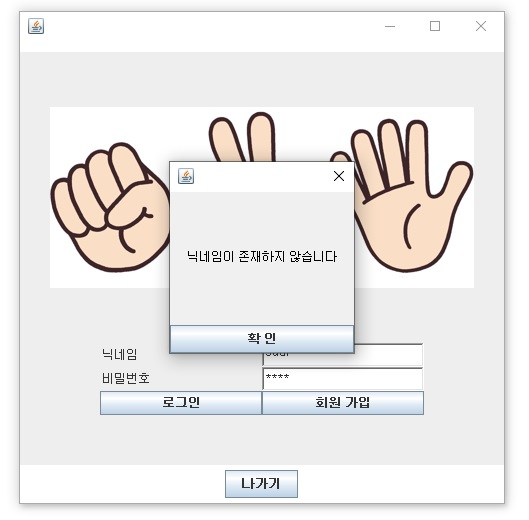 닉네임이 존재하지 않습니다
확 인
닉네임
비밀번호
****
로그인
회원 가입
나가기